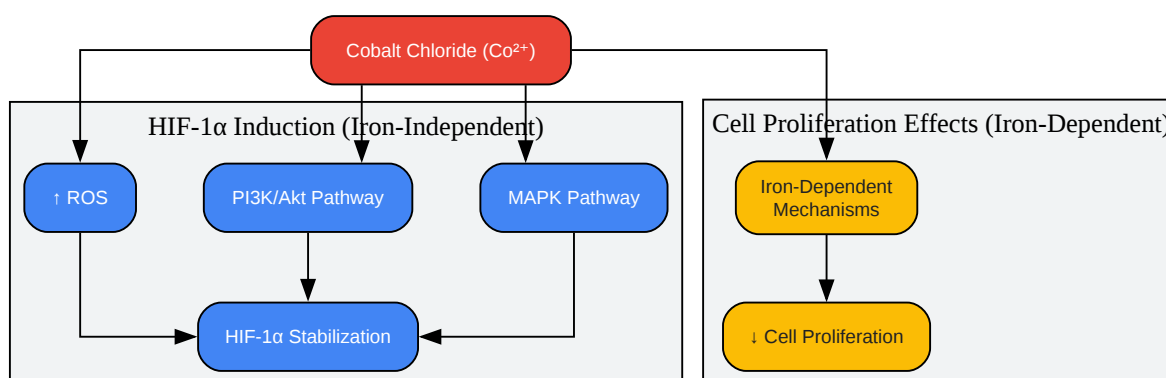 Cobalt Chloride (Co²⁺)
HIF-1α Induction (Iron-Independent)
Cell Proliferation Effects (Iron-Dependent)
↑ ROS
PI3K/Akt Pathway
MAPK Pathway
Iron-Dependent
Mechanisms
HIF-1α Stabilization
↓ Cell Proliferation